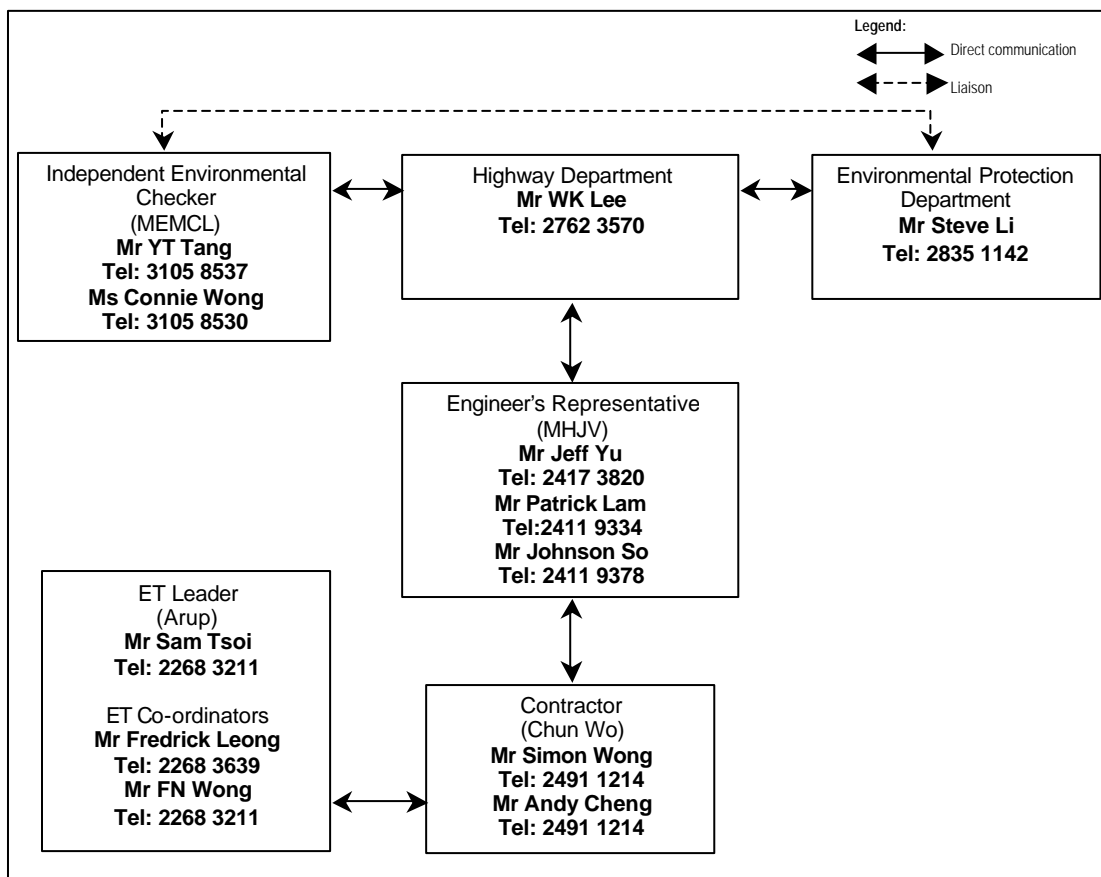 Legend:
Direct communication
Liaison
Independent Environmental
Checker
(MEMCL)
Mr YT Tang
Tel: 3105 8537
Ms Connie Wong
Tel: 3105 8530
Highway Department
Mr WK Lee
Tel: 2762 3570
Environmental Protection
Department
Mr Steve Li
Tel: 2835 1142
Engineer's Representative
(MHJV)
Mr Jeff Yu
Tel: 2417 3820
Mr Patrick Lam
Tel:2411 9334
Mr Johnson So
Tel: 2411 9378
ET Leader
(Arup)
Mr Sam Tsoi
Tel: 2268 3211
ET Co-ordinators
Mr Fredrick Leong
Tel: 2268 3639
Mr FN Wong
Tel: 2268 3211
Contractor
(Chun Wo)
Mr Simon Wong
Tel: 2491 1214
Mr Andy Cheng
Tel: 2491 1214